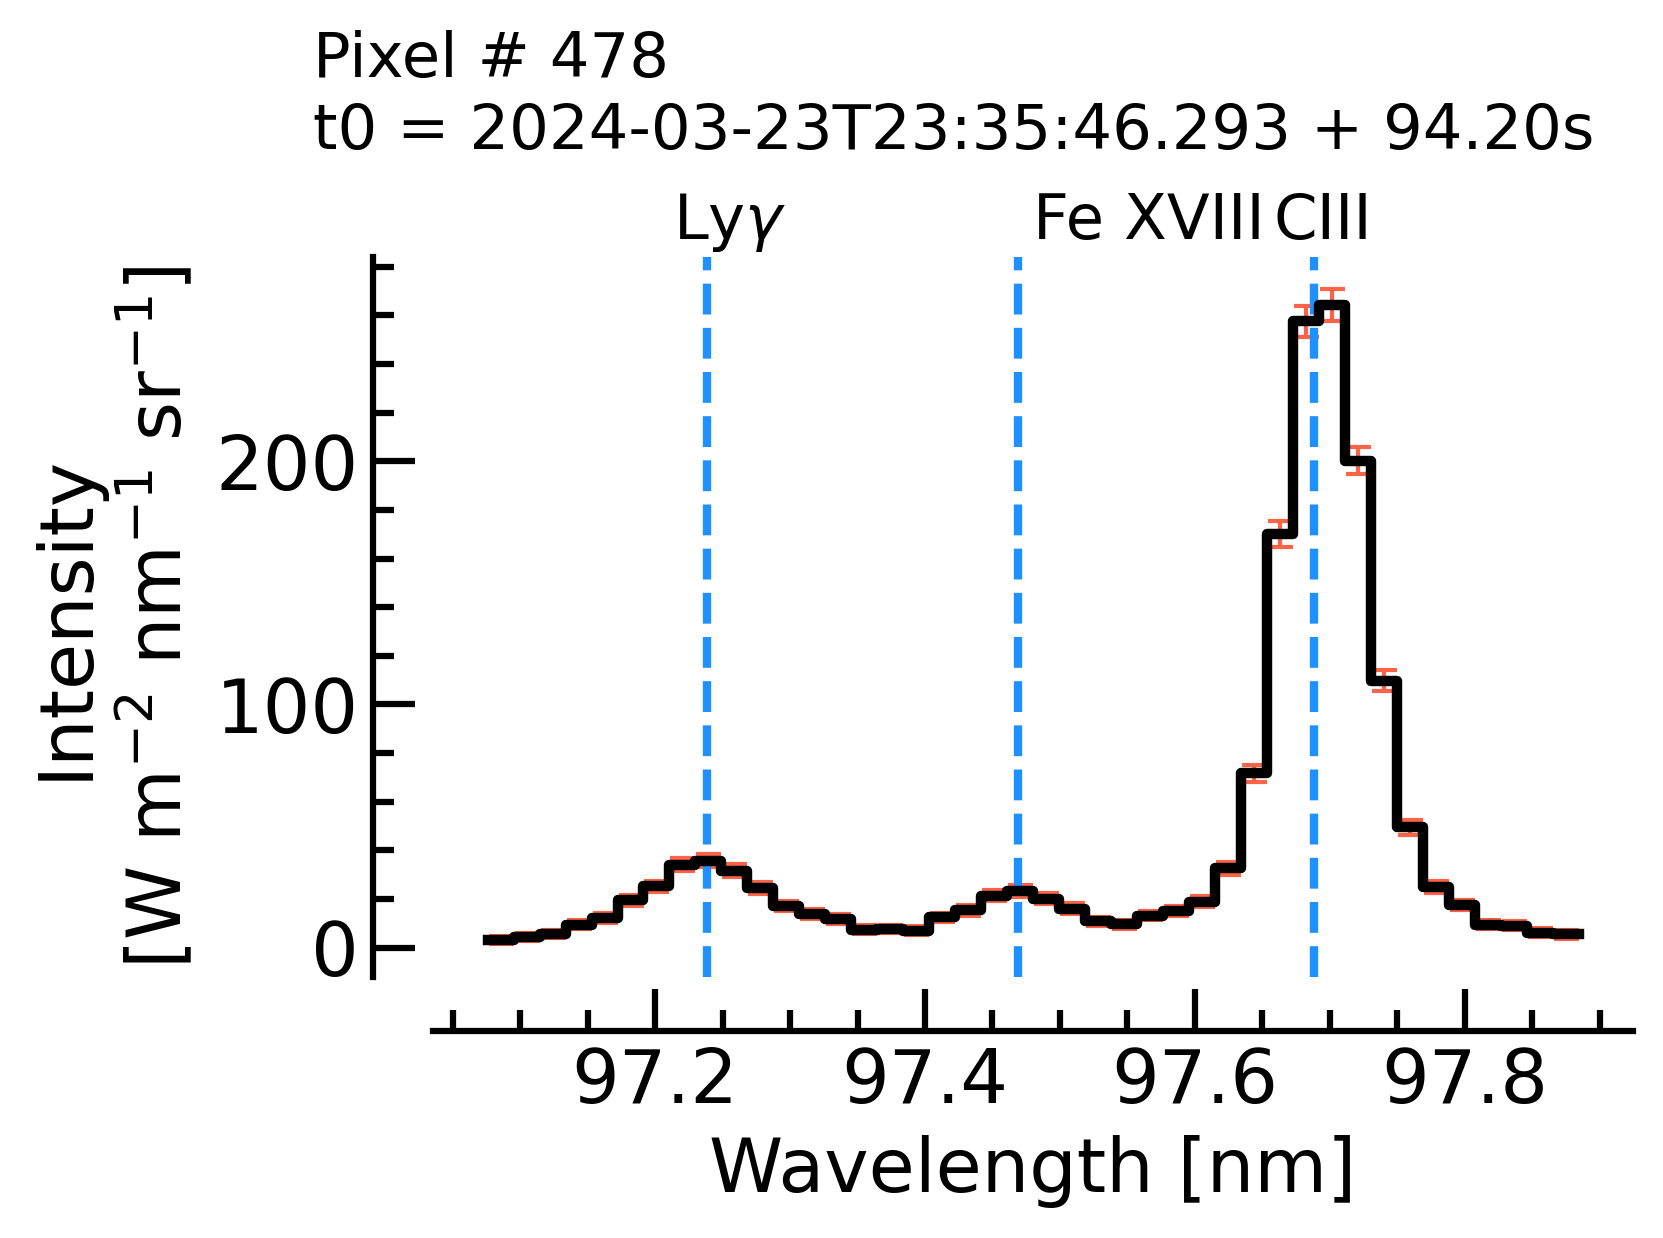 Pixel # 478
t0 = 2024-03-23T23:35:46.293 + 94.20s
Lyγ Fe XVIII CIII
Intensity
[W m⁻² nm⁻¹ sr⁻¹]
200
100
0
97.2 97.4 97.6 97.8
Wavelength [nm]